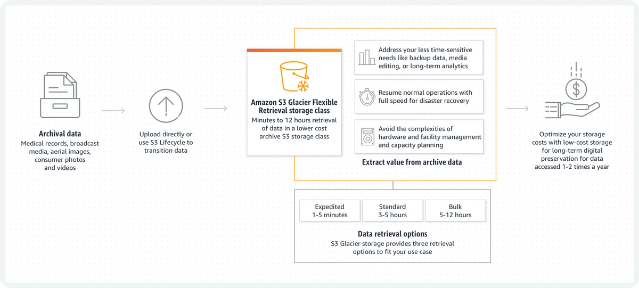 Archival data
Medical records, broadcast
media, aerial images,
consumer photos
and videos
Upload directly or
use S3 Lifecycle to
transition data
Amazon S3 Glacier Flexible
Retrieval storage class
Minutes to 12 hours retrieval
of data in a lower cost
archive S3 storage class
Address your less time-sensitive
needs like backup data, media
editing, or long-term analytics
Resume normal operations with
full speed for disaster recovery
Avoid the complexities of
hardware and facility management
and capacity planning
Extract value from archive data
Expedited
1-5 minutes
Standard
3-5 hours
Bulk
5-12 hours
Data retrieval options
S3 Glacier storage provides three retrieval
options to fit your use case
$
Optimize your storage
costs with low-cost storage
for long-term digital
preservation for data
accessed 1-2 times a year